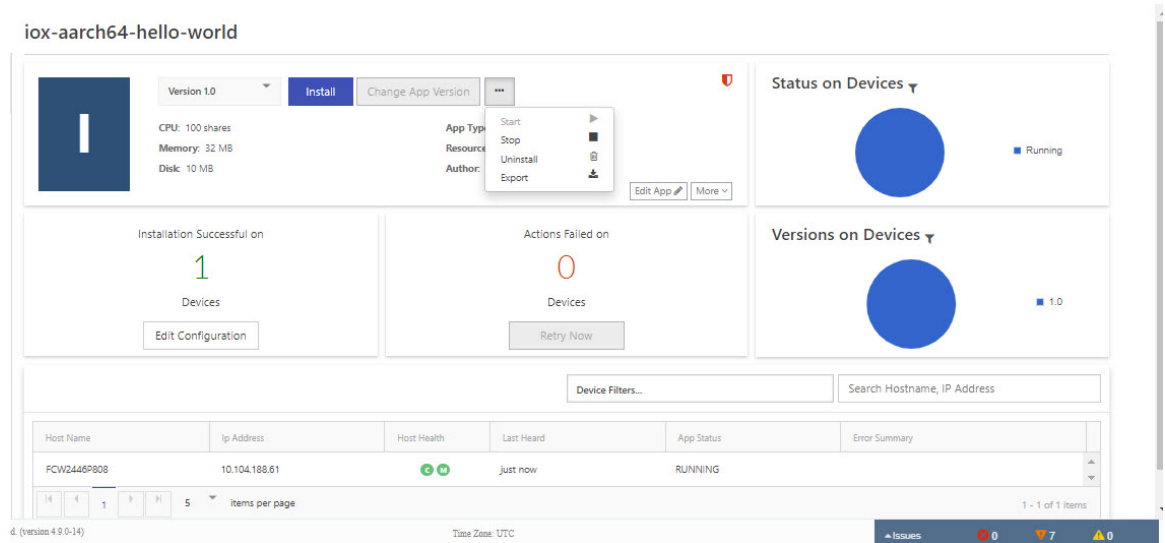 iox-aarch64-hello-world
I
Version 1.0
Install
Change App Version
...
CPU: 100 shares
Memory: 32 MB
Disk: 10 MB
App Typ
Resource
Author:
Start
Stop
Uninstall
Export
Edit App
More
Status on Devices
Running
Installation Successful on
1
Devices
Edit Configuration
Actions Failed on
0
Devices
Retry Now
Versions on Devices
1.0
Device Filters...
Search Hostname, IP Address
Host Name Ip Address Host Health Last Heard App Status Error Summary
FCW2446P808 10.104.188.61 C M just now RUNNING
1 5 items per page 1 - 1 of 1 items
d. (version 4.9.0-14) Time Zone: UTC Issues 0 7 0